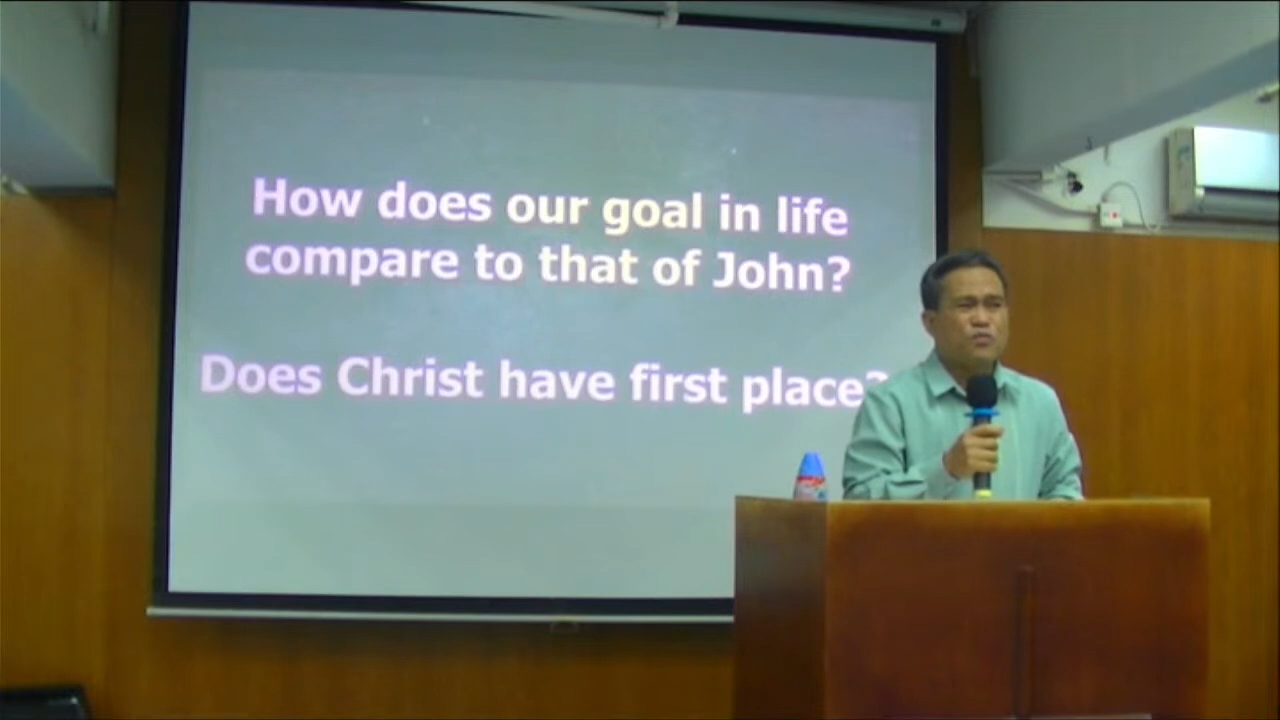 How does our goal in life
compare to that of John?
Does Christ have first place?